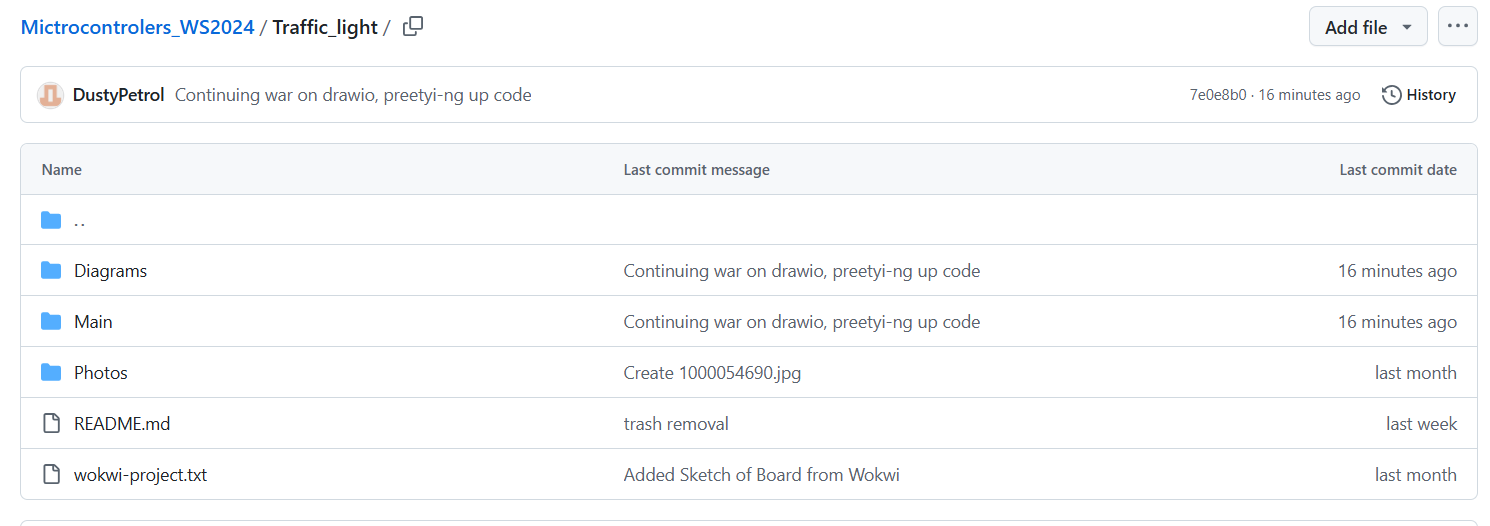 Mictrocontrolers_WS2024 / Traffic_light /
Add file
DustyPetrol Continuing war on drawio, preetyi-ng up code 7e0e8b0 · 16 minutes ago History
Name Last commit message Last commit date
..
Diagrams Continuing war on drawio, preetyi-ng up code 16 minutes ago
Main Continuing war on drawio, preetyi-ng up code 16 minutes ago
Photos Create 1000054690.jpg last month
README.md trash removal last week
wokwi-project.txt Added Sketch of Board from Wokwi last month